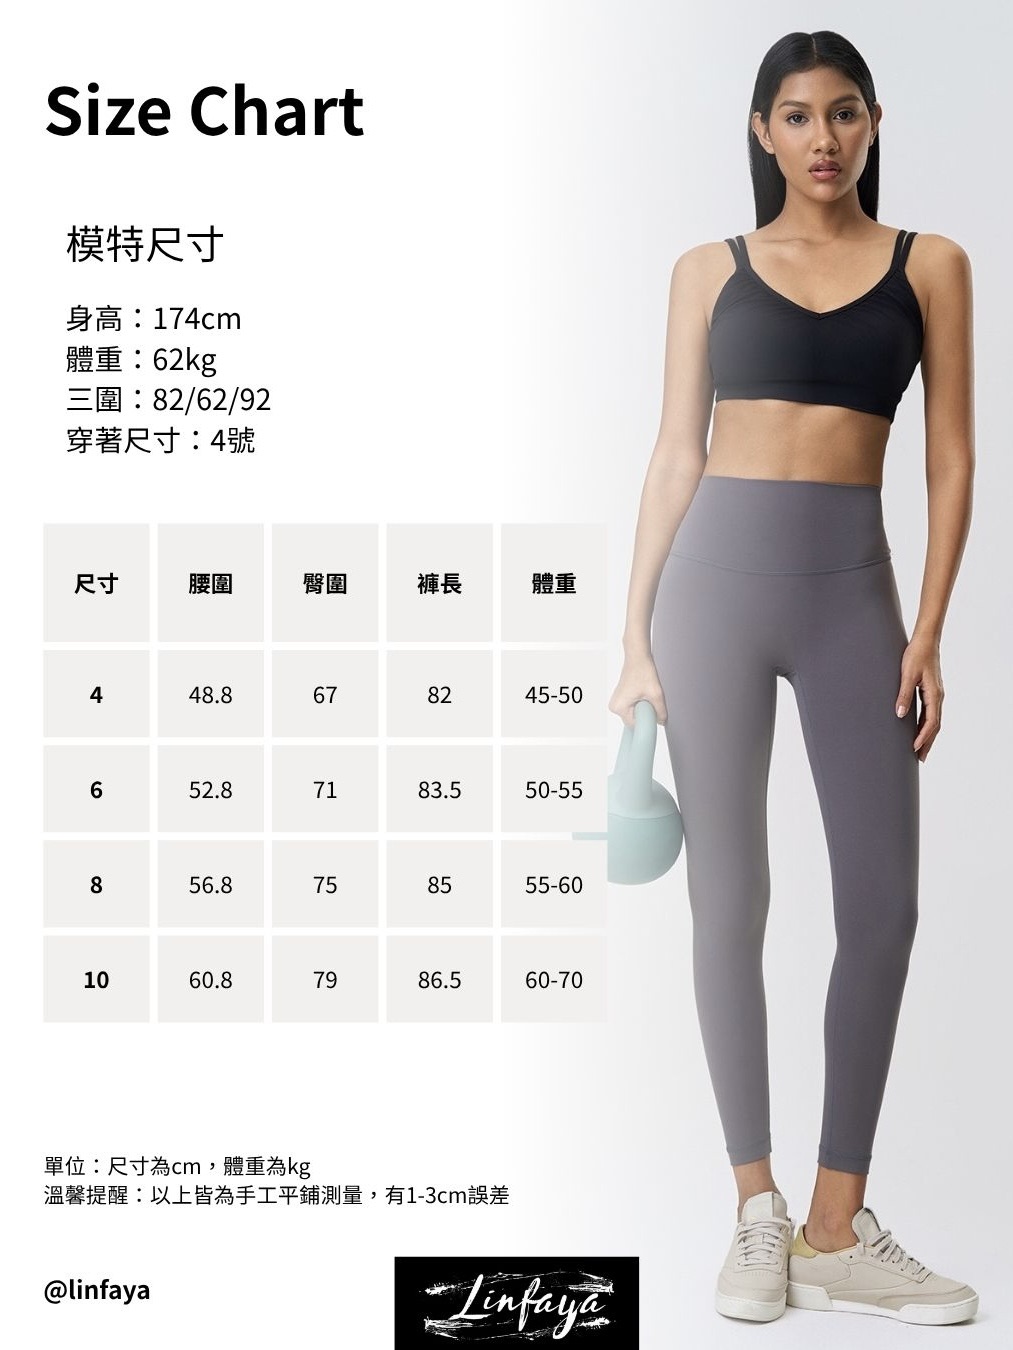 Size Chart
模特尺寸
身高：174cm
體重：62kg
三圍：82/62/92
穿著尺寸：4號
尺寸 腰圍 臀圍 褲長 體重
4 48.8 67 82 45-50
6 52.8 71 83.5 50-55
8 56.8 75 85 55-60
10 60.8 79 86.5 60-70
單位：尺寸為cm，體重為kg
溫馨提醒：以上皆為手工平鋪測量，有1-3cm誤差
@linfaya
Linfaya